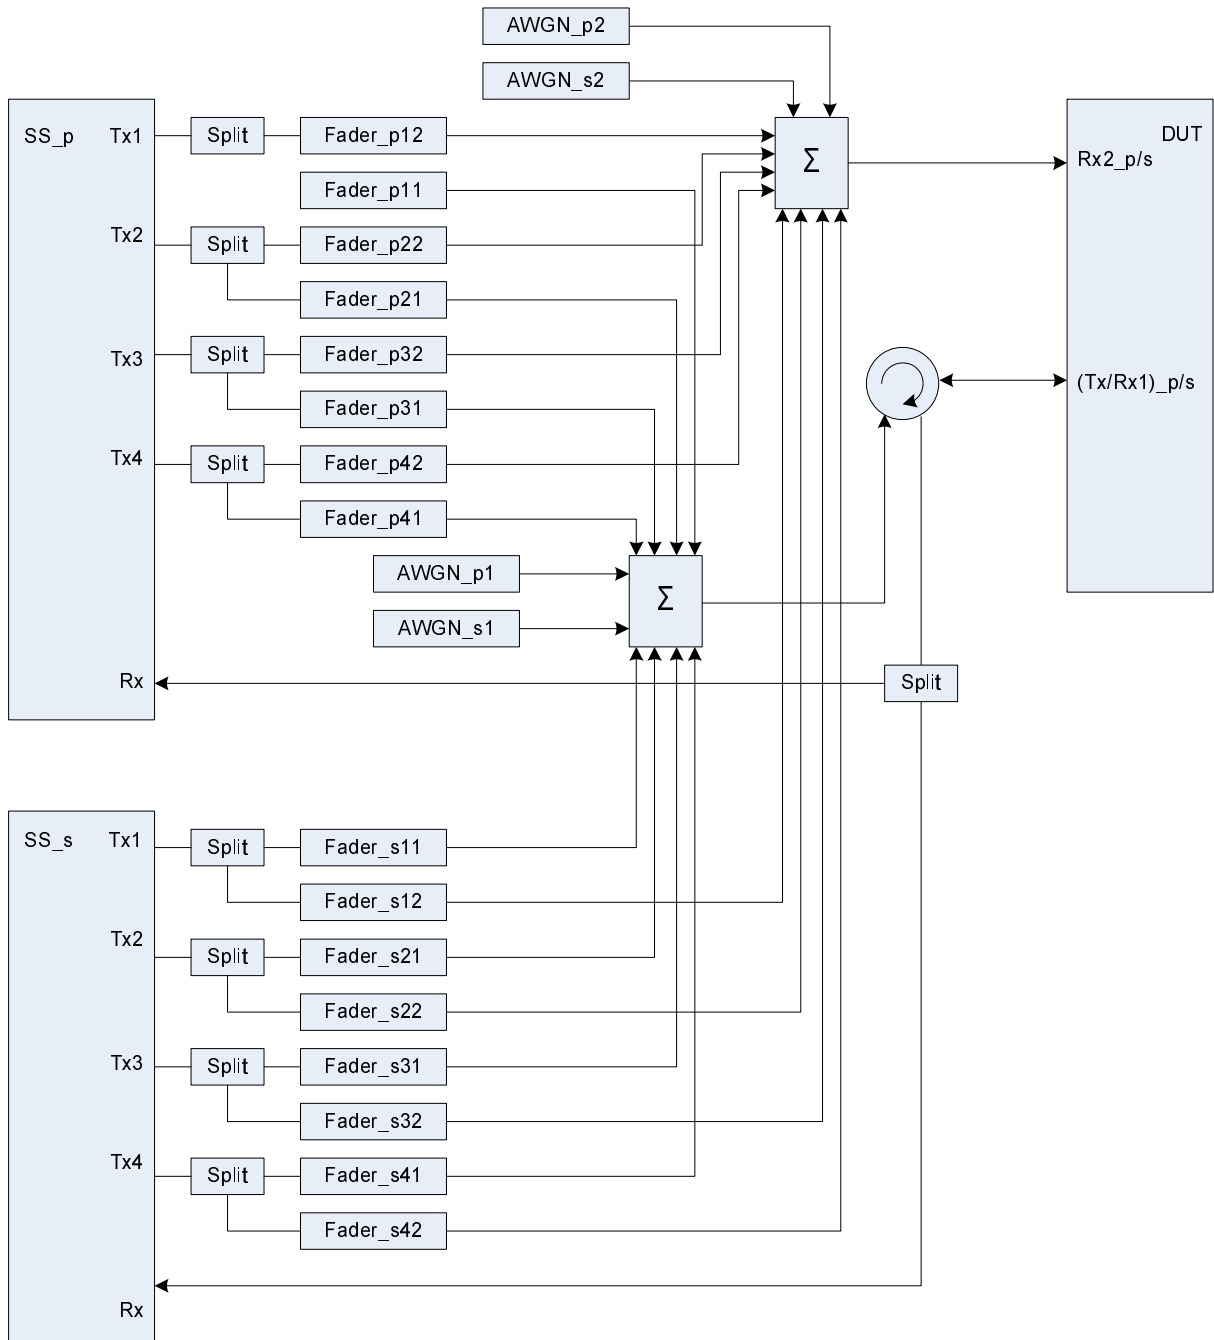 AWGN_p2
AWGN_s2
SS_p
Tx1
Split
Fader_p12
Σ
DUT
Rx2_p/s
Fader_p11
Tx2
Split
Fader_p22
Fader_p21
Tx3
Split
Fader_p32
(Tx/Rx1)_p/s
Fader_p31
Tx4
Split
Fader_p42
Fader_p41
AWGN_p1
Σ
AWGN_s1
Rx
Split
SS_s
Tx1
Split
Fader_s11
Fader_s12
Tx2
Split
Fader_s21
Fader_s22
Tx3
Split
Fader_s31
Fader_s32
Tx4
Split
Fader_s41
Fader_s42
Rx